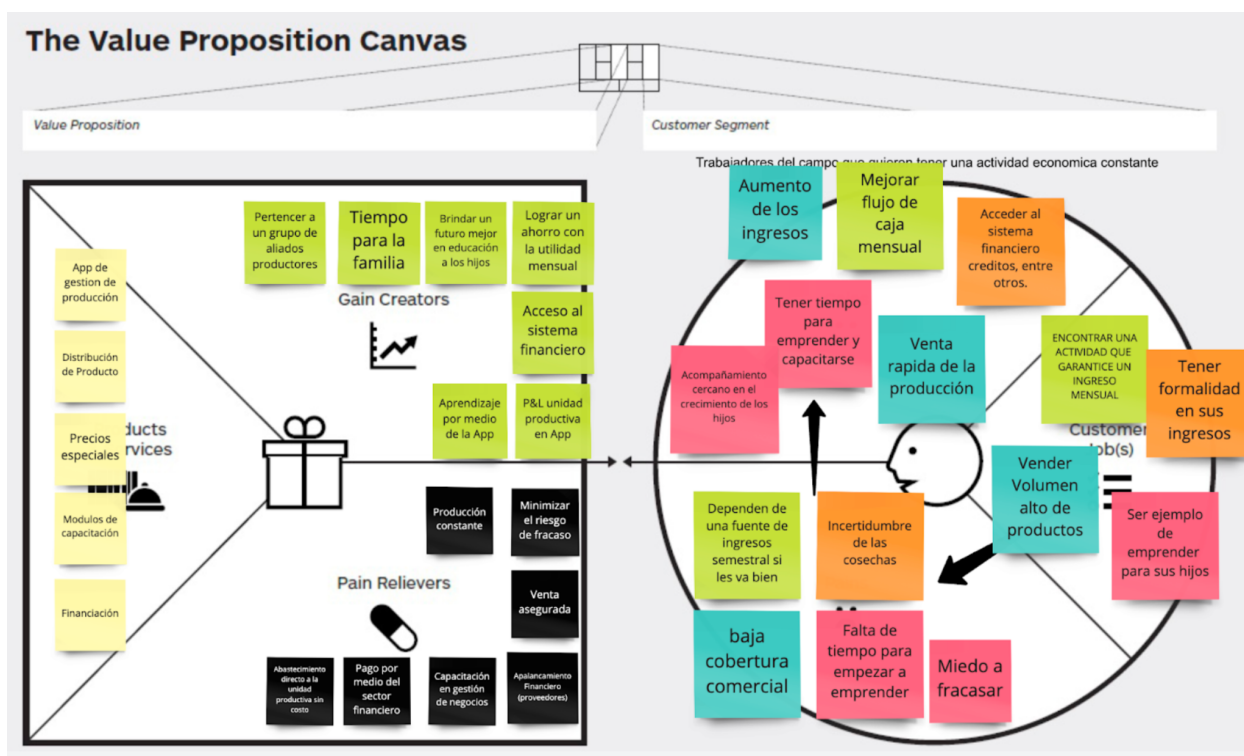 The Value Proposition Canvas
Value Proposition
Customer Segment
Trabajadores del campo que quieren tener una actividad economica constante
Pertencer a
un grupo de
aliados
productores
Tiempo
para la
familia
Brindar un
futuro mejor
en educación
a los hijos
Lograr un
ahorro con
la utilidad
mensual
Gain Creators
Acceso al
sistema
financiero
Aprendizaje
por medio
de la App
P&L unidad
productiva
en App
App de
gestion de
producción
Distribución
de Producto
Precios
especiales
ducts
rvices
Modulos de
capacitación
Financiación
Producción
constante
Minimizar
el riesgo
de fracaso
Pain Relievers
Venta
asegurada
Abastecimiento
directo a la
unidad
productiva sin
costo
Pago por
medio del
sector
financiero
Capacitación
en gestión
de negocios
Apalancamiento
Financiero
(proveedores)
Aumento
de los
ingresos
Mejorar
flujo de
caja
mensual
Acceder al
sistema
financiero
creditos, entre
otros.
Tener tiempo
para
emprender y
capacitarse
Acompañamiento
cercano en el
crecimiento de los
hijos
Venta
rapida de la
producción
ENCONTRAR UNA
ACTIVIDAD QUE
GARANTICE UN
INGRESO
MENSUAL
Tener
formalidad
en sus
ingresos
Customer
Job(s)
Vender
Volumen
alto de
productos
Ser ejemplo
de
emprender
para sus hijos
Dependen de
una fuente de
ingresos
semestral si
les va bien
Incertidumbre
de las
cosechas
baja
cobertura
comercial
Falta de
tiempo para
empezar a
emprender
Miedo a
fracasar